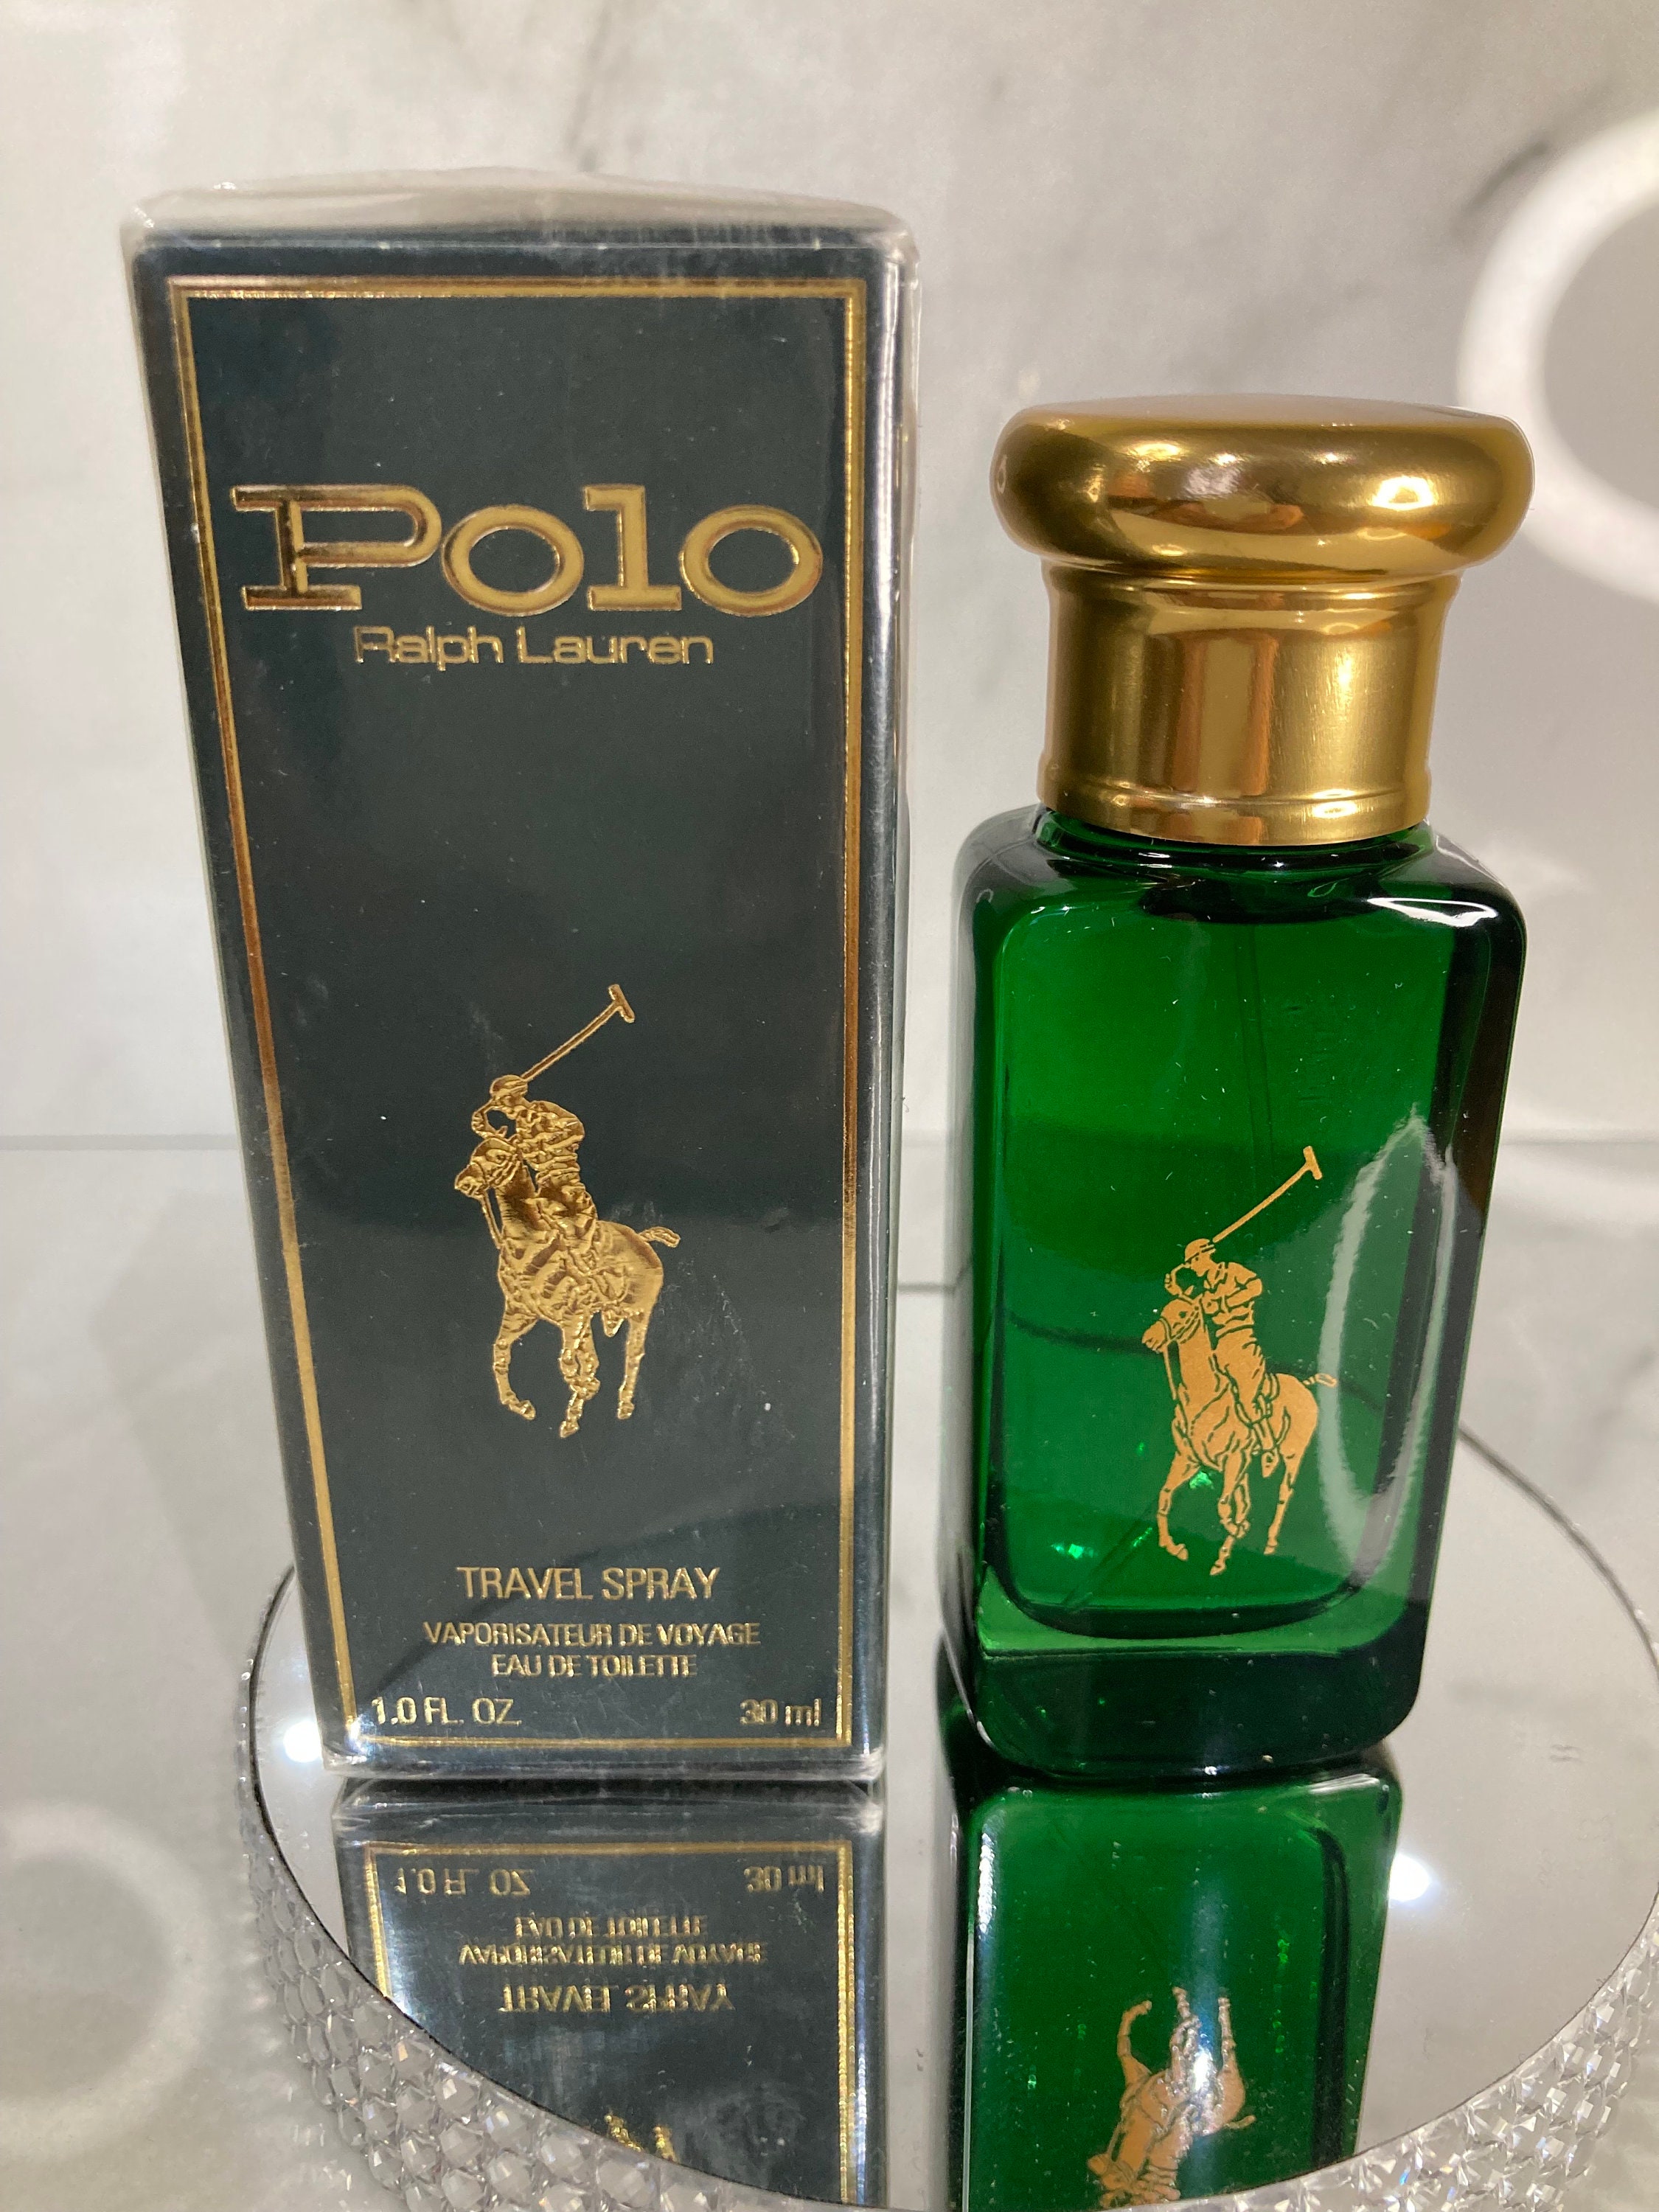 Polo
Ralph Lauren
TRAVEL SPRAY
VAPORISATEUR DE VOYAGE
EAU DE TOILETTE
1.0 FL. OZ. 30 ml